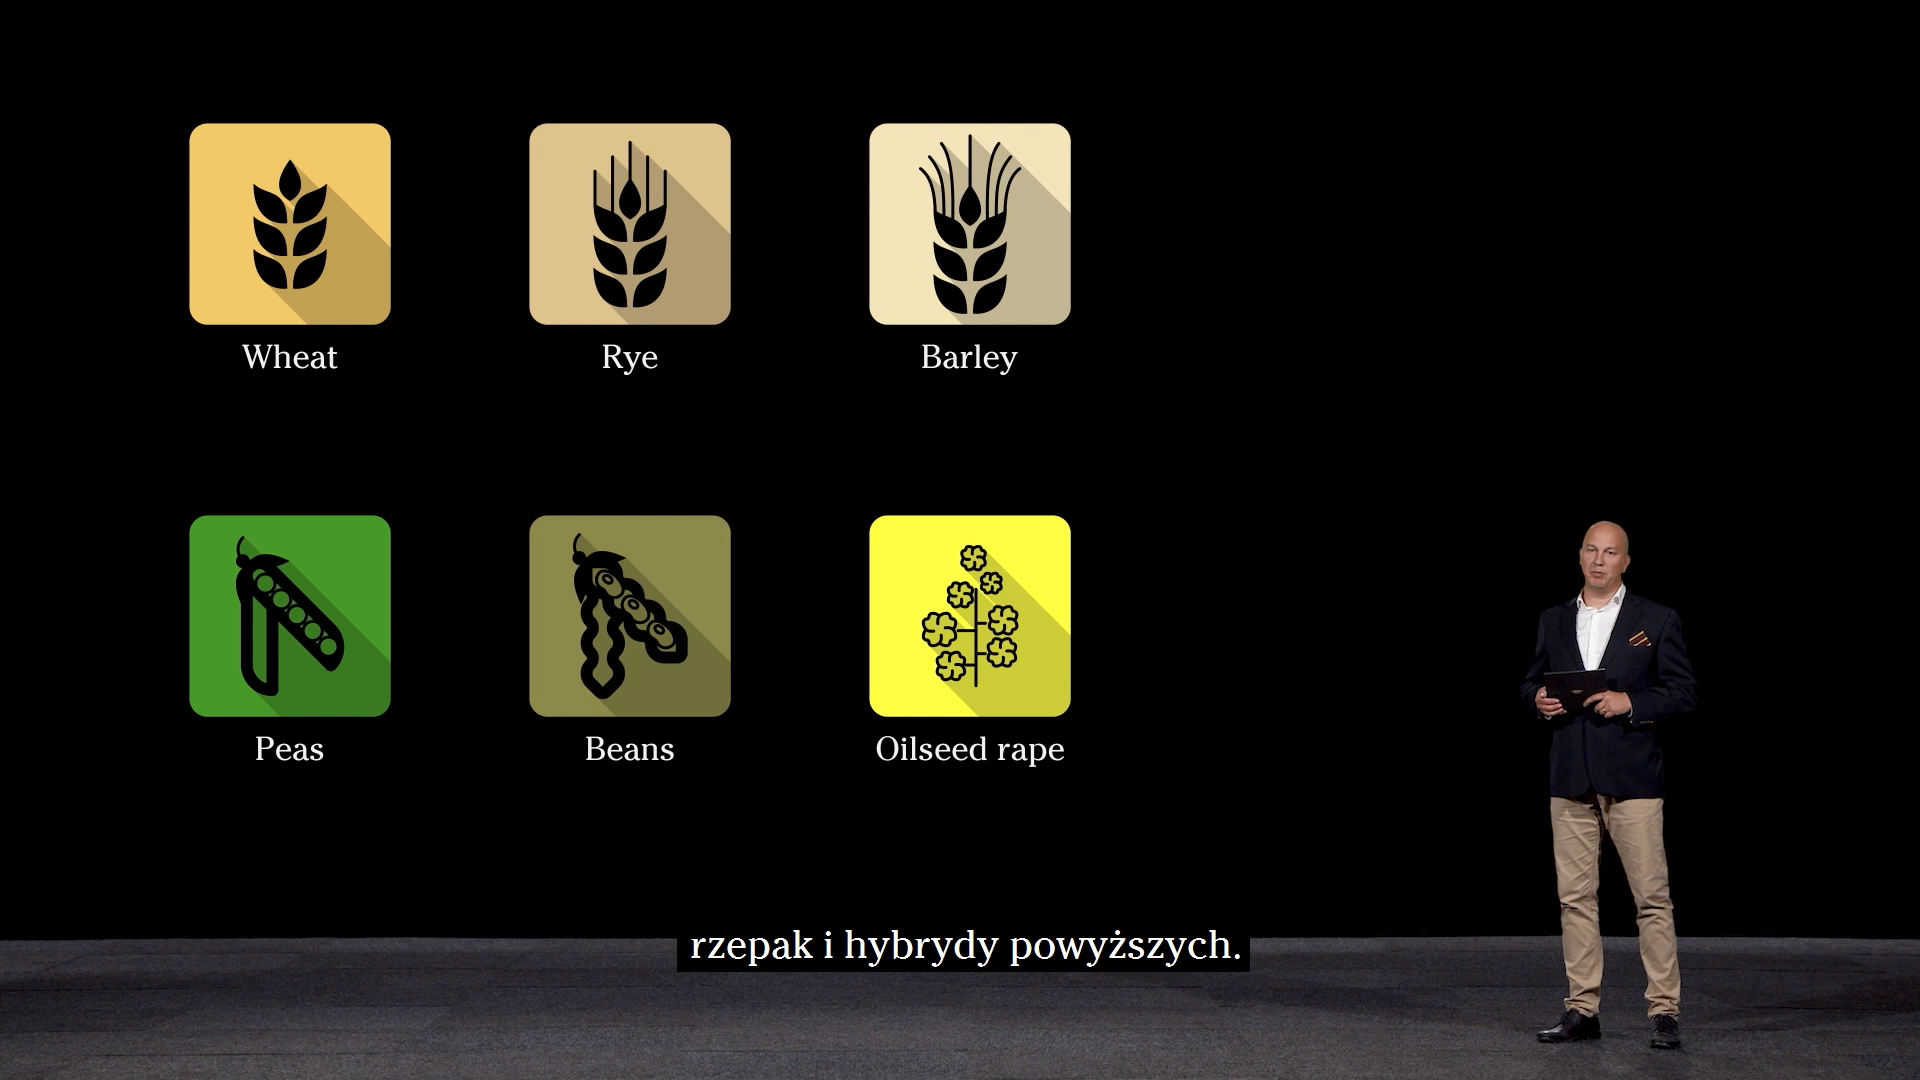 Wheat
Rye
Barley
Peas
Beans
Oilseed rape
rzepak i hybrydy powyższych.